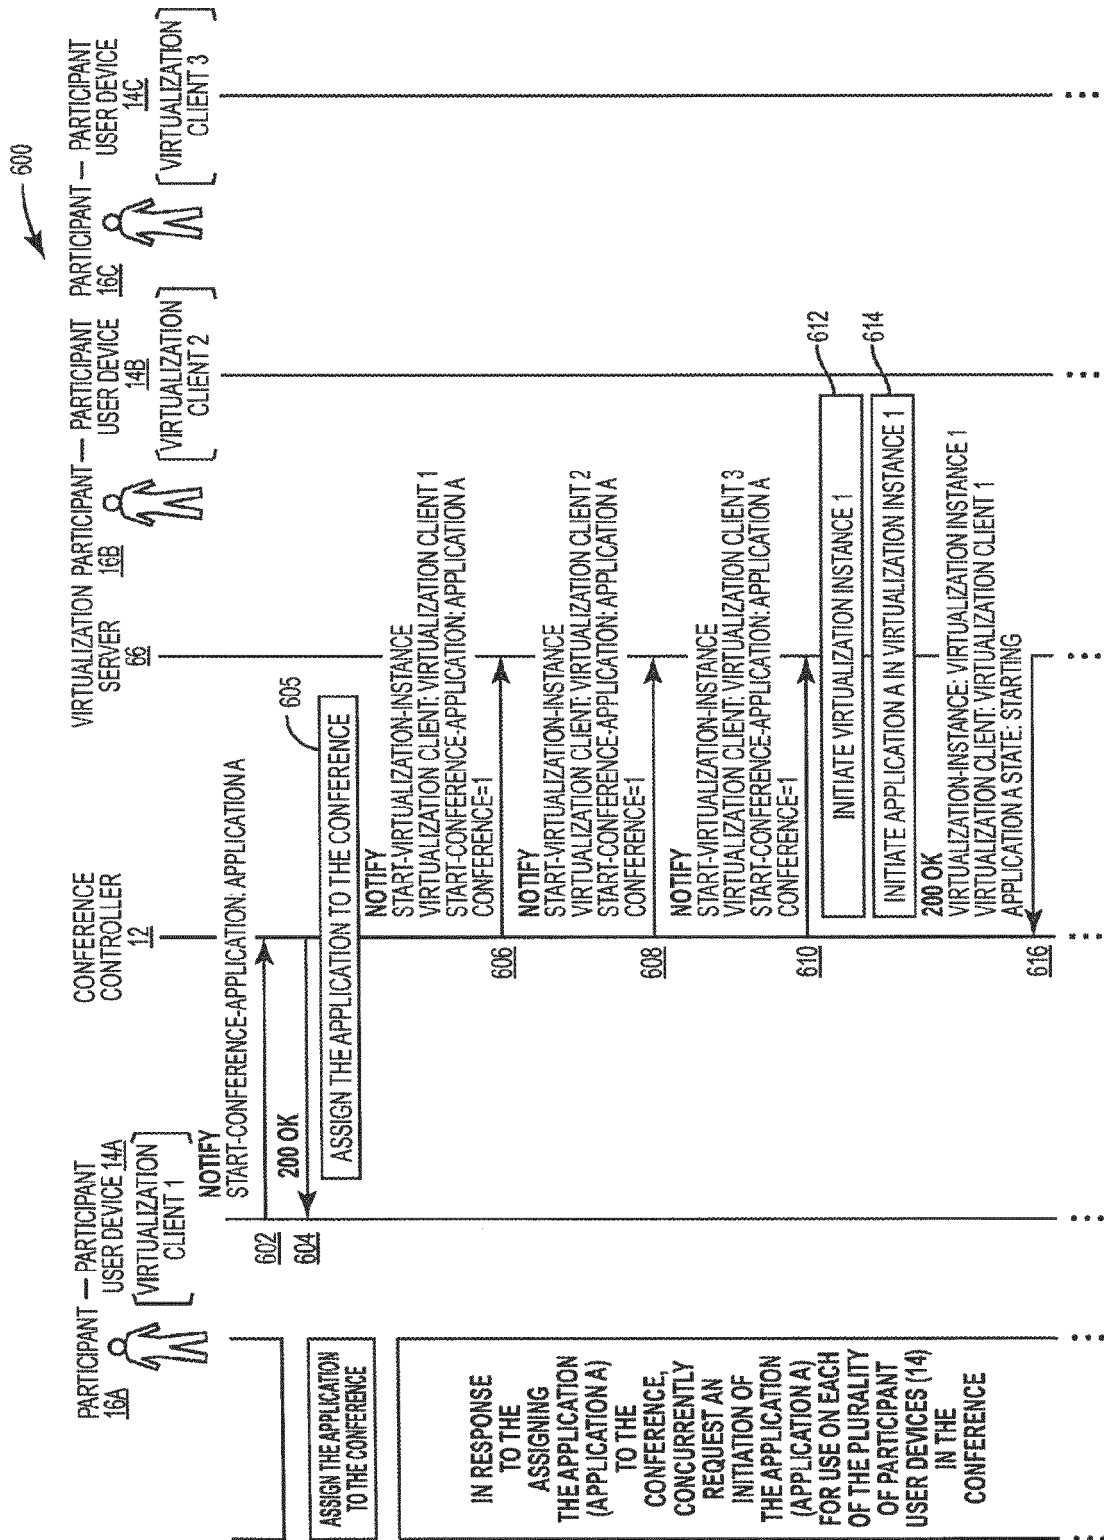 600
PARTICIPANT — PARTICIPANT
16A
USER DEVICE 14A
VIRTUALIZATION
CLIENT 1
CONFERENCE
CONTROLLER
12
VIRTUALIZATION
SERVER
66
PARTICIPANT — PARTICIPANT
16B
USER DEVICE
14B
VIRTUALIZATION
CLIENT 2
PARTICIPANT — PARTICIPANT
16C
USER DEVICE
14C
VIRTUALIZATION
CLIENT 3
NOTIFY
START-CONFERENCE-APPLICATION: APPLICATION A
602
200 OK
604
ASSIGN THE APPLICATION
TO THE CONFERENCE
ASSIGN THE APPLICATION TO THE CONFERENCE
605
IN RESPONSE
TO THE
ASSIGNING
THE APPLICATION
(APPLICATION A)
TO THE
CONFERENCE,
CONCURRENTLY
REQUEST AN
INITIATION OF
THE APPLICATION
(APPLICATION A)
FOR USE ON EACH
OF THE PLURALITY
OF PARTICIPANT
USER DEVICES (14)
IN THE
CONFERENCE
NOTIFY
START-VIRTUALIZATION-INSTANCE
VIRTUALIZATION CLIENT: VIRTUALIZATION CLIENT 1
START-CONFERENCE-APPLICATION: APPLICATION A
CONFERENCE=1
606
NOTIFY
START-VIRTUALIZATION-INSTANCE
VIRTUALIZATION CLIENT: VIRTUALIZATION CLIENT 2
START-CONFERENCE-APPLICATION: APPLICATION A
CONFERENCE=1
608
NOTIFY
START-VIRTUALIZATION-INSTANCE
VIRTUALIZATION CLIENT: VIRTUALIZATION CLIENT 3
START-CONFERENCE-APPLICATION: APPLICATION A
CONFERENCE=1
610
INITIATE VIRTUALIZATION INSTANCE 1
612
INITIATE APPLICATION A IN VIRTUALIZATION INSTANCE 1
614
200 OK
VIRTUALIZATION-INSTANCE: VIRTUALIZATION INSTANCE 1
VIRTUALIZATION CLIENT: VIRTUALIZATION CLIENT 1
APPLICATION A STATE: STARTING
616